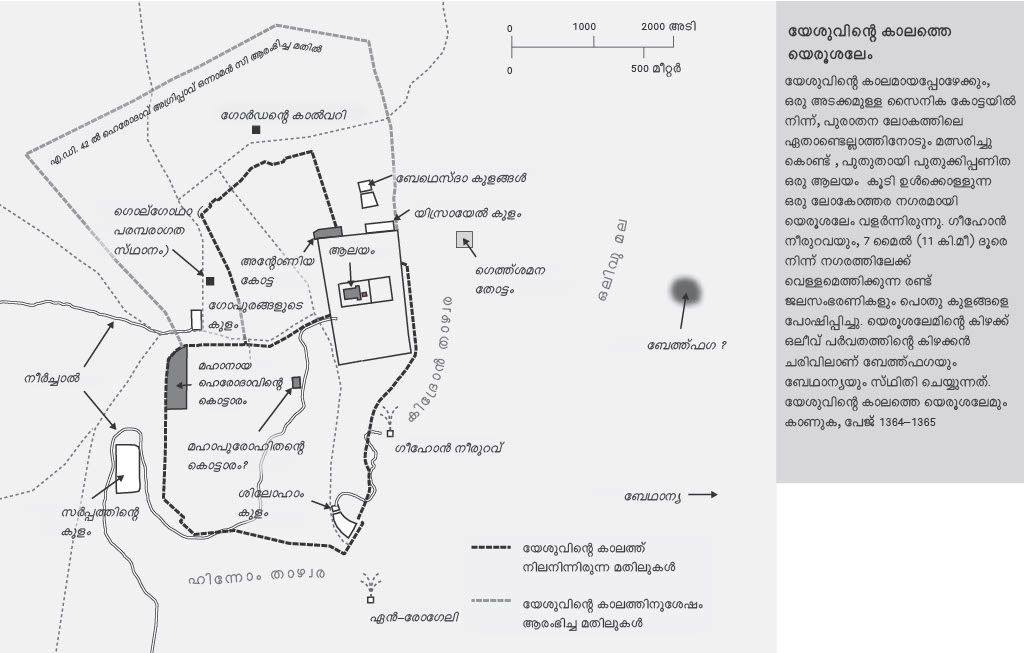 യേശുവിന്റെ കാലത്തെ
യെരൂശലേം
യേശുവിന്റെ കാലമായപ്പോഴേക്കും,
ഒരു അടക്കമുള്ള സൈനിക കോട്ടയിൽ
നിന്ന്, പുരാതന ലോകത്തിലെ
ഏതാണ്ടെല്ലാത്തിനോടും മത്സരിച്ചു
കൊണ്ട് , പുതുതായി പുതുക്കിപ്പണിത
ഒരു ആലയം കൂടി ഉൾക്കൊള്ളുന്ന
ഒരു ലോകോത്തര നഗരമായി
യെരൂശലേം വളർന്നിരുന്നു. ഗീഹോൻ
നീരുറവയും, 7 മൈൽ (11 കി.മീ) ദൂരെ
നിന്ന് നഗരത്തിലേക്ക്
വെള്ളമെത്തിക്കുന്ന രണ്ട്
ജലസംഭരണികളും പൊതു കുളങ്ങളെ
പോഷിപ്പിച്ചു. യെരൂശലേമിന്റെ കിഴക്ക്
ഒലീവ് പർവതത്തിന്റെ കിഴക്കൻ
ചരിവിലാണ് ബേത്ത്ഫഗയും
ബേഥാന്യയും സ്ഥിതി ചെയ്യുന്നത്.
യേശുവിന്റെ കാലത്തെ യെരൂശലേമും
കാണുക, പേജ് 1364–1365
0 1000 2000 അടി
0 500 മീറ്റർ
എ.ഡി. 42 ൽ ഹെരോദാവ് അഗ്രിപ്പാവ് ഒന്നാമൻ സി ആരംഭിച്ച മതിൽ
ഗോർഡന്റെ കാൽവറി
ബേഥെസ്ദാ കുളങ്ങൾ
യിസ്രായേൽ കുളം
ഗൊല്ഗോഥാ (
പരമ്പരാഗത
സ്ഥാനം)
അന്റോണിയ
കോട്ട
ആലയം
ഗെത്ത്ശമന
തോട്ടം
ഒലിവു മല
ബേത്ത്ഫഗ ?
ഗോപുരങ്ങളുടെ
കുളം
കിദ്രോൻ താഴ്വര
നീർച്ചാൽ
മഹാനായ
ഹെരോദാവിന്റെ
കൊട്ടാരം
മഹാപുരോഹിതന്റെ
കൊട്ടാരം?
ഗീഹോൻ നീരുറവ്
സർപ്പത്തിന്റെ
കുളം
ശിലോഹാം
കുളം
ബേഥാന്യ
ഹിന്നോം താഴ്വര
ഏൻ–രോഗേലി
യേശുവിന്റെ കാലത്ത്
നിലനിന്നിരുന്ന മതിലുകൾ
യേശുവിന്റെ കാലത്തിനുശേഷം
ആരംഭിച്ച മതിലുകൾ